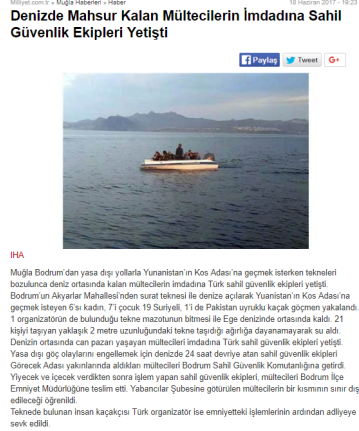 Milliyet.com.tr » Muğla Haberleri » Haber
18 Haziran 2017 - 19:23
Denizde Mahsur Kalan Mültecilerin İmdadına Sahil
Güvenlik Ekipleri Yetişti
Paylaş
Tweet
G+
IHA
Muğla Bodrum'dan yasa dışı yollarla Yunanistan'ın Kos Adası'na geçmek isterken tekneleri
bozulunca deniz ortasında kalan mültecilerin imdadına Türk sahil güvenlik ekipleri yetişti.
Bodrum'un Akyarlar Mahallesi'nden surat teknesi ile denize açılarak Yuanistan'ın Kos Adası'na
geçmek isteyen 6'sı kadın, 7'i çocuk 19 Suriyeli, 1'i de Pakistan uyruklu kaçak göçmen yakalandı.
1 organizatörün de bulunduğu tekne mazotunun bitmesi ile Ege denizinde ortasında kaldı. 21
kişiyi taşıyan yaklaşık 2 metre uzunluğundaki tekne taşıdığı ağırlığa dayanamayarak su aldı.
Denizin ortasında can pazarı yaşayan mültecileri imdadına Türk sahil güvenlik ekipleri yetişti.
Yasa dışı göç olaylarını engellemek için denizde 24 saat devriye atan sahil güvenlik ekipleri
Görecek Adası yakınlarında aldıkları mültecileri Bodrum Sahil Güvenlik Komutanlığına getirdi.
Yiyecek ve içecek verdikten sonra işlem yapan sahil güvenlik ekipleri, mültecileri Bodrum İlçe
Emniyet Müdürlüğüne teslim etti. Yabancılar Şubesine götürülen mültecilerin bir kısmının sınır dış
edileceği öğrenildi.
Teknede bulunan insan kaçakçısı Türk organizatör ise emniyetteki işlemlerinin ardından adliyeye
sevk edildi.